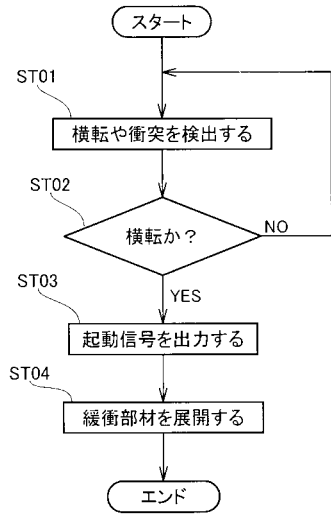 スタート
ST01
横転や衝突を検出する
ST02
横転か？
NO
YES
ST03
起動信号を出力する
ST04
緩衝部材を展開する
エンド